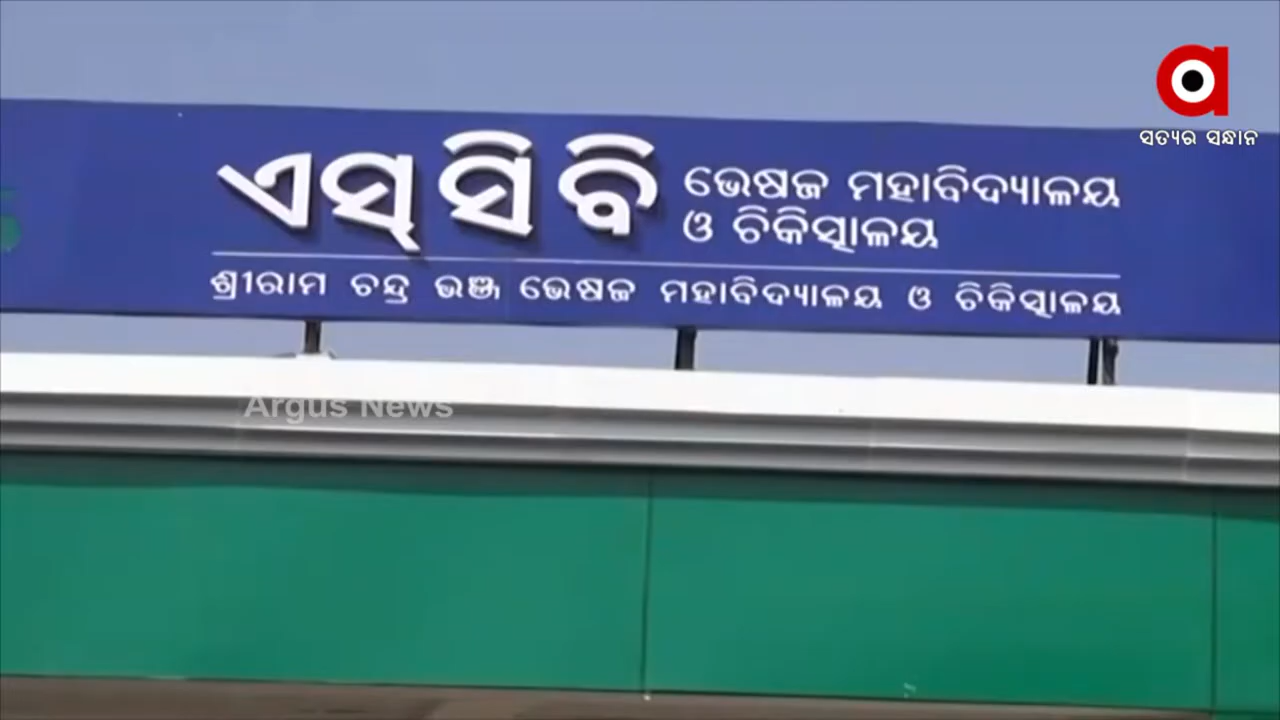 ଏସ୍ ସି ବି
ଭେଷଜ ମହାବିଦ୍ୟାଳୟ
ଓ ଚିକିତ୍ସାଳୟ
ଶ୍ରୀରାମ ଚନ୍ଦ୍ର ଭଞ୍ଜ ଭେଷଜ ମହାବିଦ୍ୟାଳୟ ଓ ଚିକିତ୍ସାଳୟ
ସତ୍ୟର ସନ୍ଧାନ
Argus News